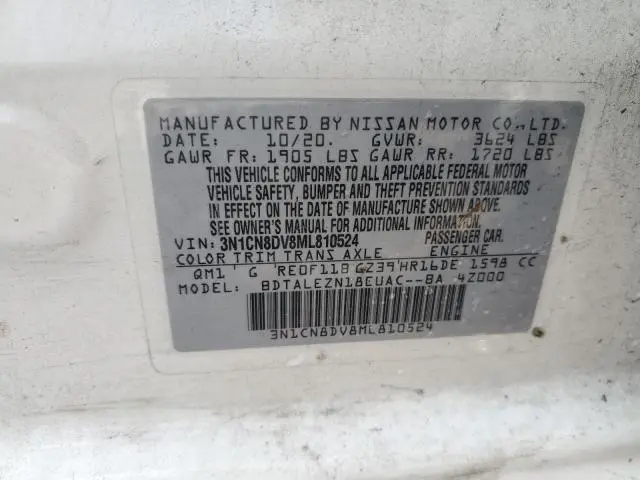 MANUFACTURED BY NISSAN MOTOR CO., LTD.
DATE: 10/20. GVWR: 3624 LBS
GAWR FR: 1905 LBS GAWR RR: 1720 LBS
THIS VEHICLE CONFORMS TO ALL APPLICABLE FEDERAL MOTOR
VEHICLE SAFETY, BUMPER AND THEFT PREVENTION STANDARDS
IN EFFECT ON THE DATE OF MANUFACTURE SHOWN ABOVE.
SEE OWNER'S MANUAL FOR ADDITIONAL INFORMATION.
VIN: 3N1CN8DV8ML810524 PASSENGER CAR.
COLOR TRIM TRANS AXLE ENGINE
QM1 G RE0F11B GZ39 HR16DE 1598 CC
MODEL: BDTALEZN18EUAC--BA 4Z000
3N1CN8DV8ML810524